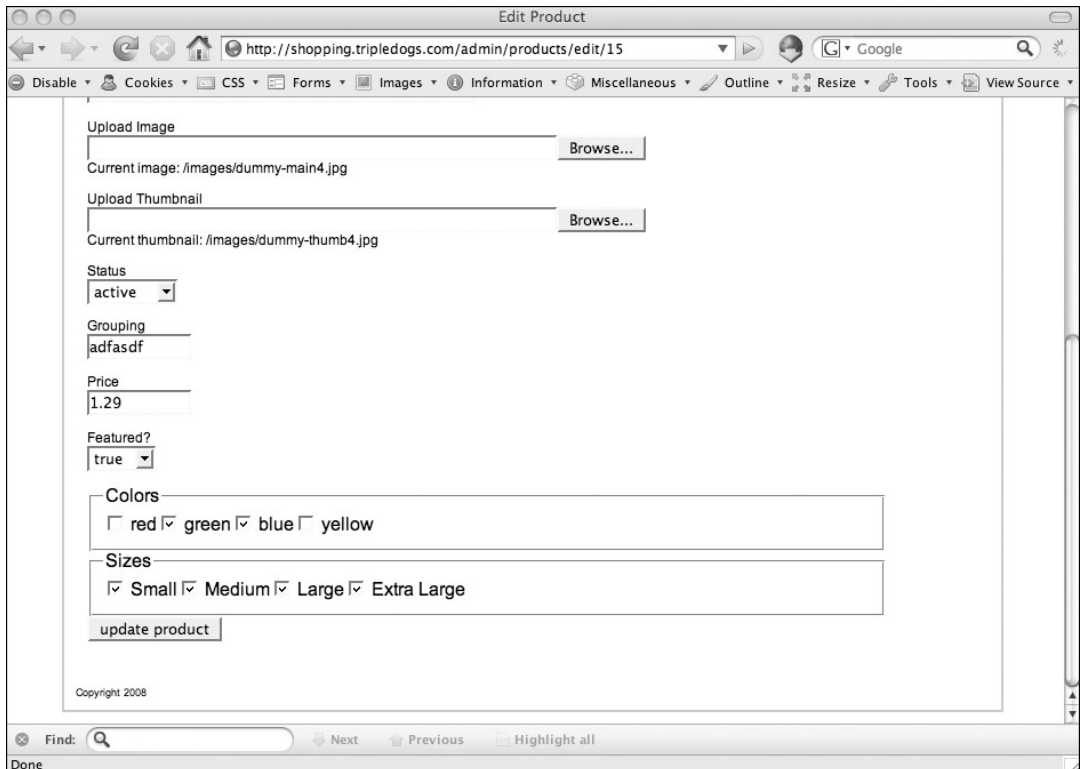 Edit Product
http://shopping.tripledogs.com/admin/products/edit/15
G Google
Disable Cookies CSS Forms Images Information Miscellaneous Outline Resize Tools View Source
Upload Image
Browse...
Current image: /images/dummy-main4.jpg
Upload Thumbnail
Browse...
Current thumbnail: /images/dummy-thumb4.jpg
Status
active
Grouping
adfasdf
Price
1.29
Featured?
true
Colors
red green blue yellow
Sizes
Small Medium Large Extra Large
update product
Copyright 2008
Find: Next Previous Highlight all
Done